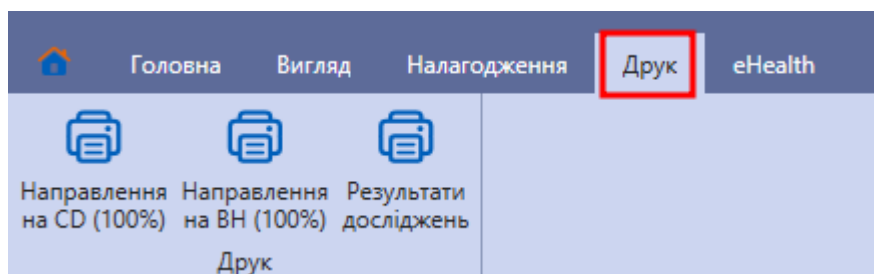 Головна Вигляд Налагодження Друк eHealth
Направлення Направлення Результати
на CD (100%) на ВН (100%) досліджень
Друк